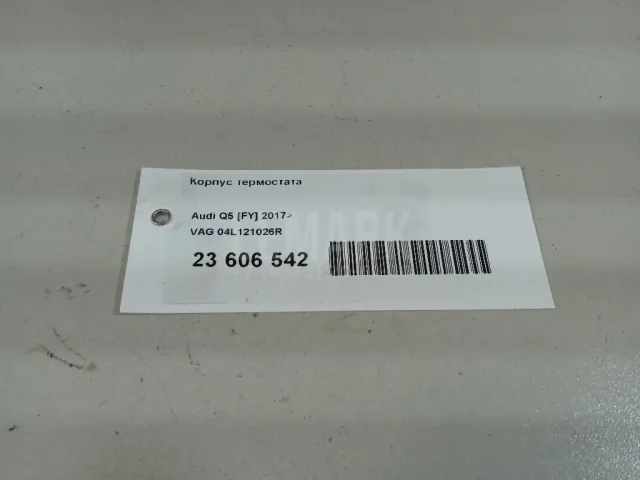 Корпус термостата
Audi Q5 [FY] 2017>
VAG 04L121026R
23 606 542